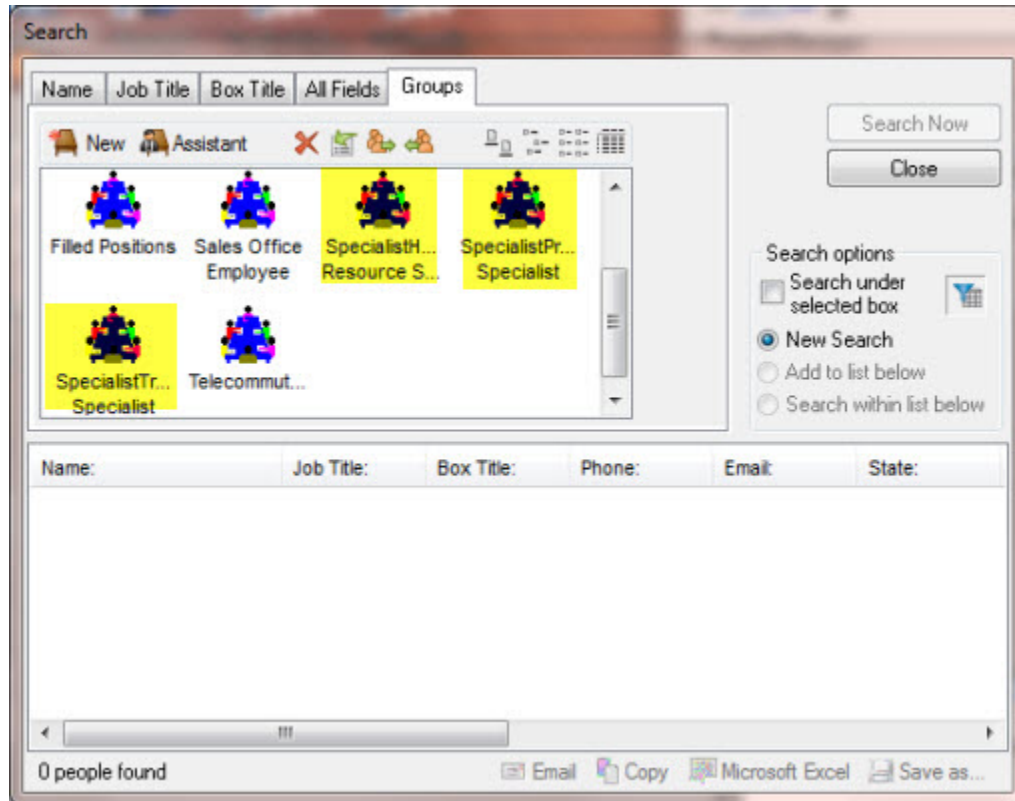 Search
Name Job Title Box Title All Fields Groups
New Assistant
Search Now
Close
Filled Positions Sales Office SpecialistH... SpecialistPr...
Employee Resource S... Specialist
Search options
Search under
selected box
New Search
Add to list below
Search within list below
SpecialistTr... Telecommut...
Specialist
Name: Job Title: Box Title: Phone: Email: State:
0 people found Email Copy Microsoft Excel Save as...